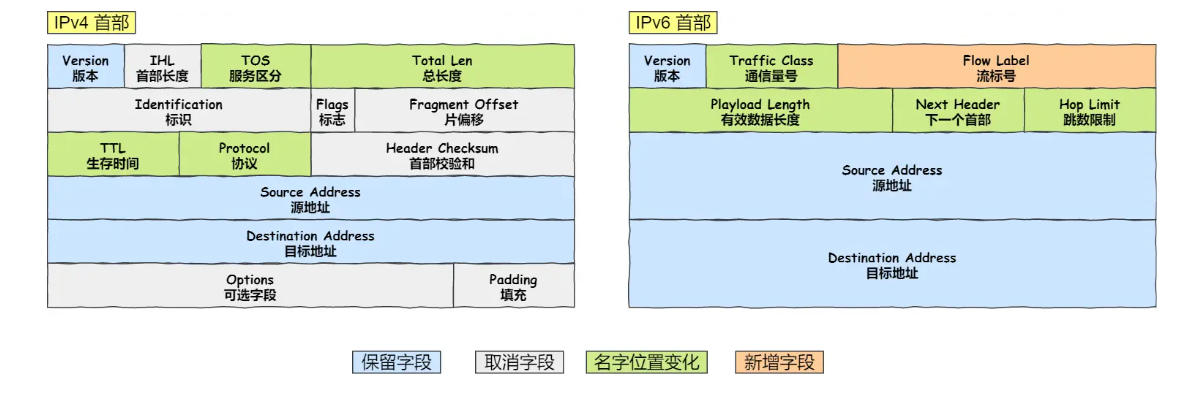 IPv4 首部
Version
版本
IHL
首部长度
TOS
服务区分
Total Len
总长度
Identification
标识
Flags
标志
Fragment Offset
片偏移
TTL
生存时间
Protocol
协议
Header Checksum
首部校验和
Source Address
源地址
Destination Address
目标地址
Options
可选字段
Padding
填充
IPv6 首部
Version
版本
Traffic Class
通信量号
Flow Label
流标号
Playload Length
有效数据长度
Next Header
下一个首部
Hop Limit
跳数限制
Source Address
源地址
Destination Address
目标地址
保留字段
取消字段
名字位置变化
新增字段